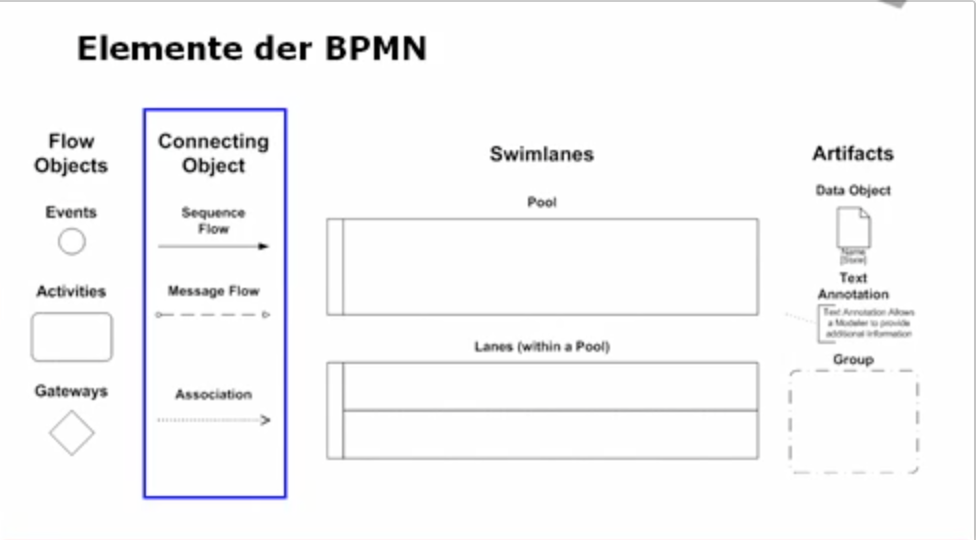 Elemente der BPMN
Flow
Objects
Events
Activities
Gateways
Connecting
Object
Sequence
Flow
Message Flow
Association
Swimlanes
Pool
Lanes (within a Pool)
Artifacts
Data Object
Name
[State]
Text
Annotation
Text Annotation Allows
a Modeler to provide
additional Information
Group